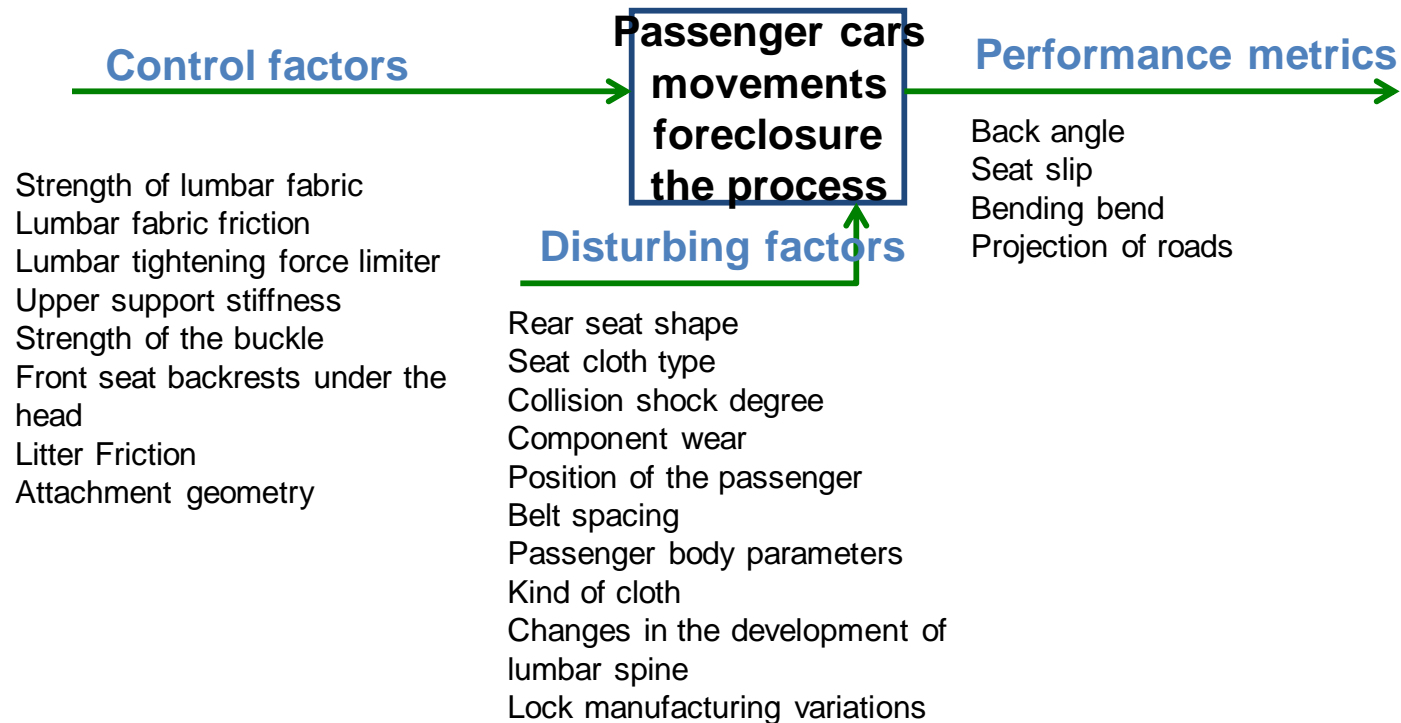 Control factors
Strength of lumbar fabric
Lumbar fabric friction
Lumbar tightening force limiter
Upper support stiffness
Strength of the buckle
Front seat backrests under the
head
Litter Friction
Attachment geometry
Passenger cars
movements
foreclosure
the process
Disturbing factors
Rear seat shape
Seat cloth type
Collision shock degree
Component wear
Position of the passenger
Belt spacing
Passenger body parameters
Kind of cloth
Changes in the development of
lumbar spine
Lock manufacturing variations
Performance metrics
Back angle
Seat slip
Bending bend
Projection of roads